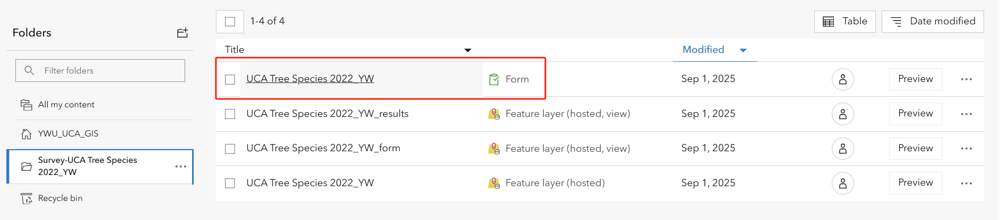 Folders
Filter folders
All my content
YWU_UCA_GIS
Survey-UCA Tree Species
2022_YW
Recycle bin
1-4 of 4
Table
Date modified
Title
Modified
UCA Tree Species 2022_YW
Form
Sep 1, 2025
Preview
UCA Tree Species 2022_YW_results
Feature layer (hosted, view)
Sep 1, 2025
Preview
UCA Tree Species 2022_YW_form
Feature layer (hosted, view)
Sep 1, 2025
Preview
UCA Tree Species 2022_YW
Feature layer (hosted)
Sep 1, 2025
Preview